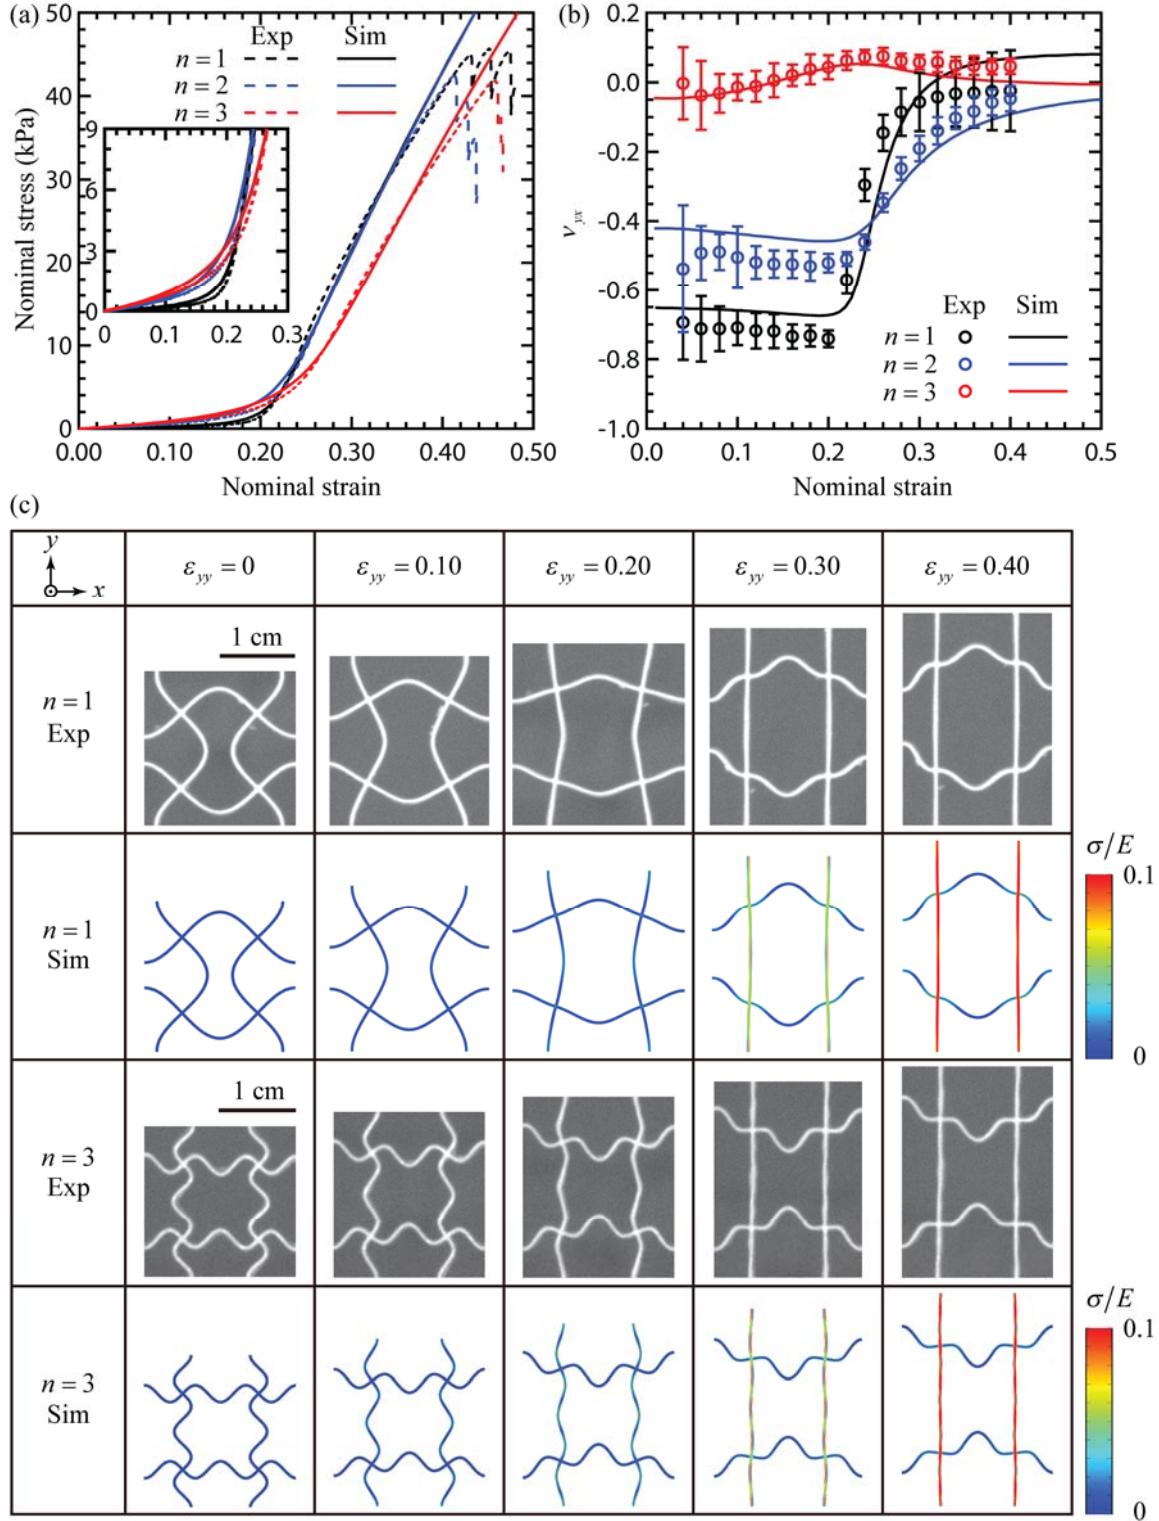 (a)
Nominal stress (kPa)
50
40
30
20
10
0
Exp Sim
n = 1
n = 2
n = 3
9
6
3
0
0 0.1 0.2 0.3
0.00 0.10 0.20 0.30 0.40 0.50
Nominal strain
(b)
ν_yx
0.2
0.0
-0.2
-0.4
-0.6
-0.8
-1.0
Exp Sim
n = 1
n = 2
n = 3
0.0 0.1 0.2 0.3 0.4 0.5
Nominal strain
(c)
y
x
ε_yy = 0 ε_yy = 0.10 ε_yy = 0.20 ε_yy = 0.30 ε_yy = 0.40
n = 1
Exp
1 cm
n = 1
Sim
σ/E
0.1
0
n = 3
Exp
1 cm
n = 3
Sim
σ/E
0.1
0